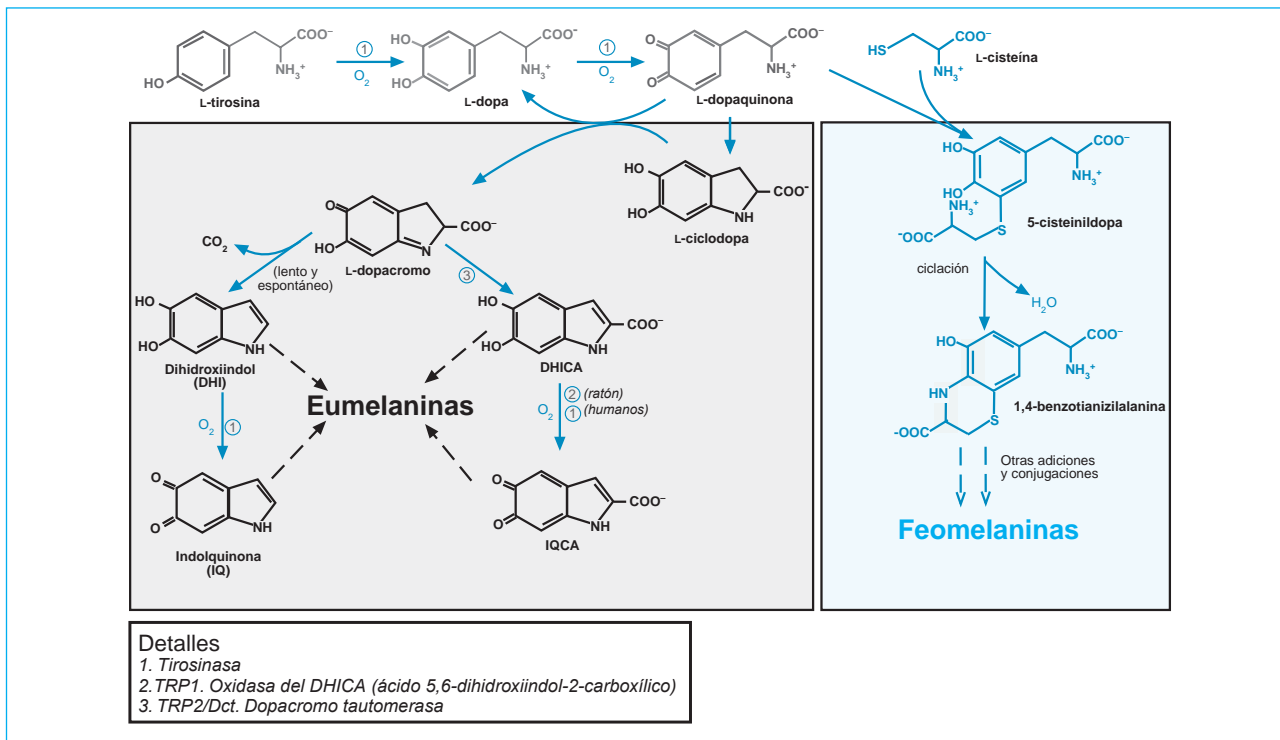 COO⁻
NH₃⁺
HO
L-tirosina
①
O₂
HO
HO
COO⁻
NH₃⁺
L-dopa
①
O₂
O
O
COO⁻
NH₃⁺
L-dopaquinona
HS
COO⁻
NH₃⁺
L-cisteína
HO
HO
COO⁻
NH
L-ciclodopa
O
HO
COO⁻
N
L-dopacromo
CO₂
(lento y
espontáneo)
③
HO
HO
NH
Dihidroxiindol
(DHI)
HO
HO
COO⁻
NH
DHICA
Eumelaninas
O₂
①
O₂
② (ratón)
① (humanos)
O
O
NH
Indolquinona
(IQ)
O
O
COO⁻
NH
IQCA
HO
HO
COO⁻
NH₃⁺
NH₃⁺
⁻OOC
S
5-cisteinildopa
ciclación
H₂O
HO
COO⁻
NH₃⁺
HN
-OOC
S
1,4-benzotianizilalanina
Otras adiciones
y conjugaciones
Feomelaninas
Detalles
1. Tirosinasa
2.TRP1. Oxidasa del DHICA (ácido 5,6-dihidroxiindol-2-carboxílico)
3. TRP2/Dct. Dopacromo tautomerasa